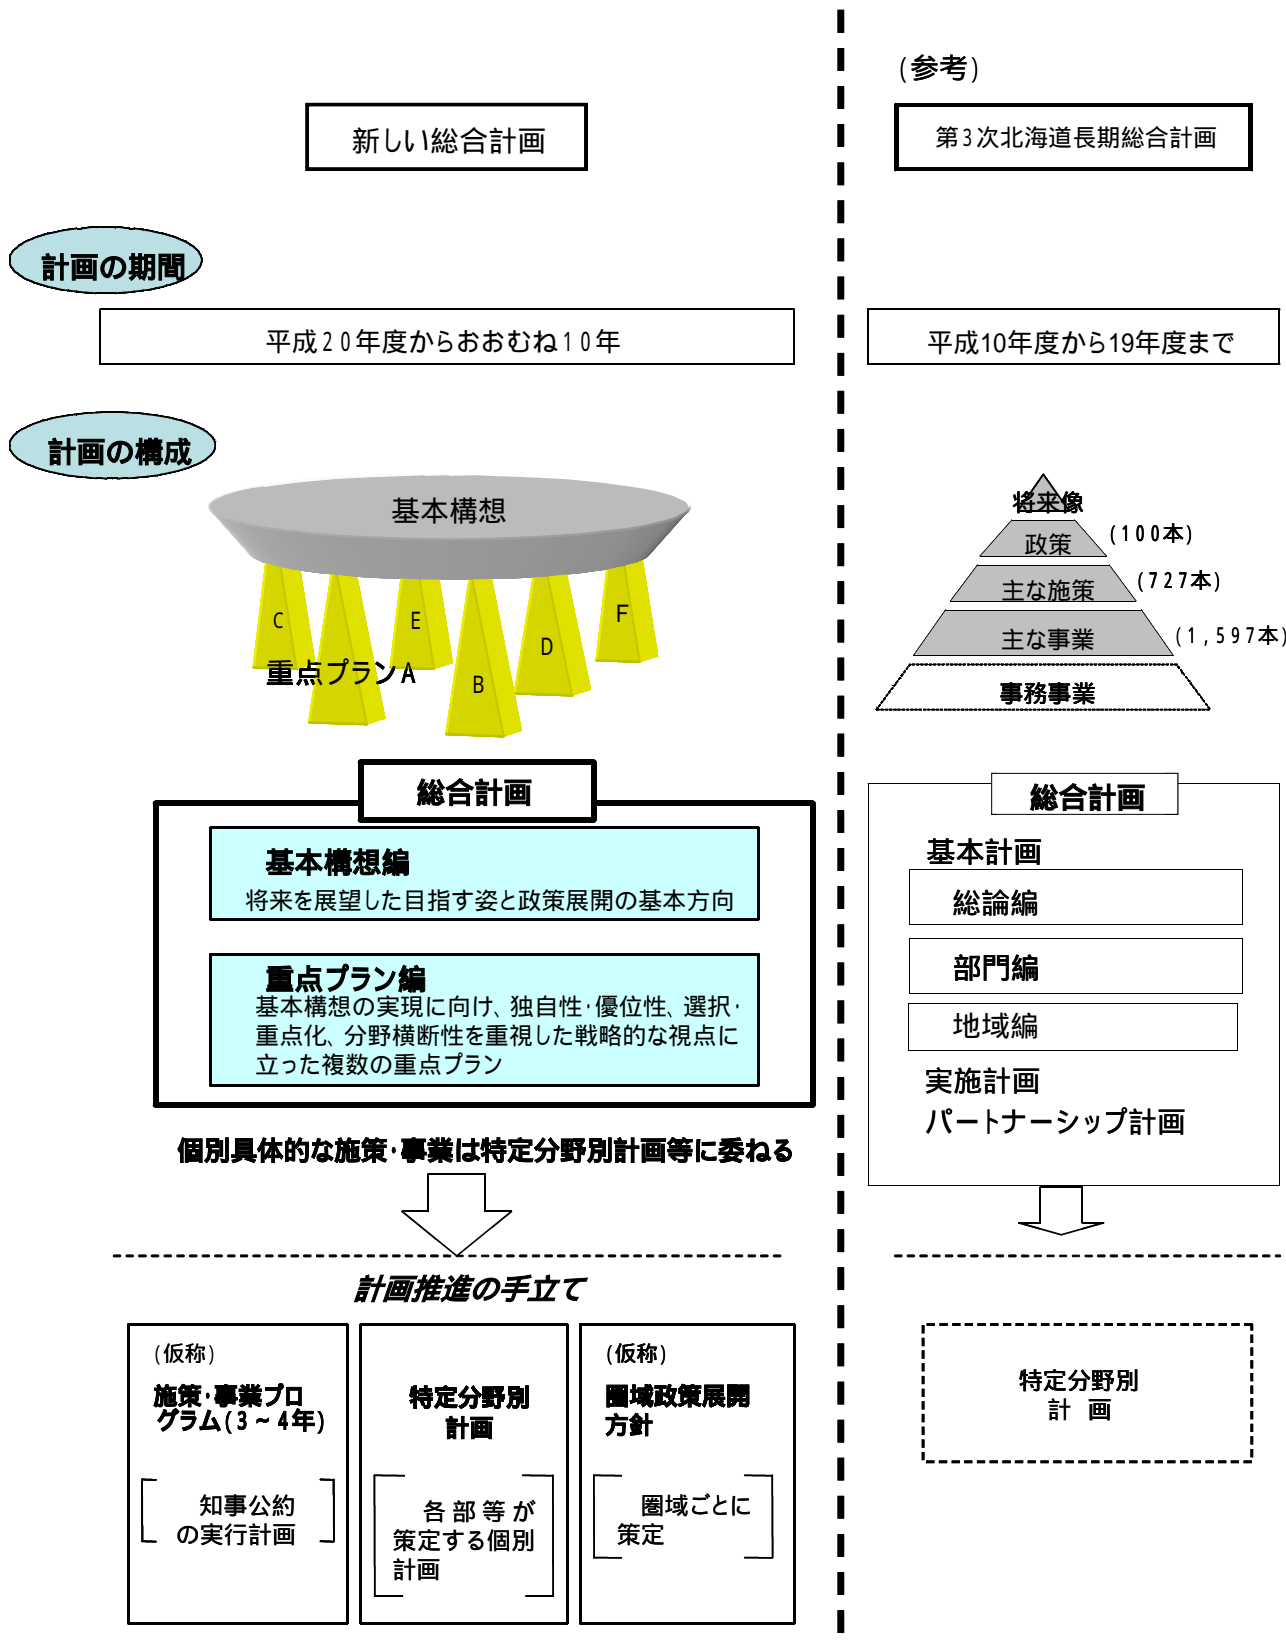 (参考)
新しい総合計画
第3次北海道長期総合計画
計画の期間
平成20年度からおおむね10年
平成10年度から19年度まで
計画の構成
基本構想
C
E
F
D
B
重点プランA
将来像
政策
(100本)
主な施策
(727本)
主な事業
(1,597本)
事務事業
総合計画
基本構想編
将来を展望した目指す姿と政策展開の基本方向
重点プラン編
基本構想の実現に向け、独自性・優位性、選択・
重点化、分野横断性を重視した戦略的な視点に
立った複数の重点プラン
個別具体的な施策・事業は特定分野別計画等に委ねる
総合計画
基本計画
総論編
部門編
地域編
実施計画
パートナーシップ計画
計画推進の手立て
(仮称)
施策・事業プロ
グラム(3~4年)
知事公約
の実行計画
特定分野別
計画
各部等が
策定する個別
計画
(仮称)
圏域政策展開
方針
圏域ごとに
策定
特定分野別
計 画